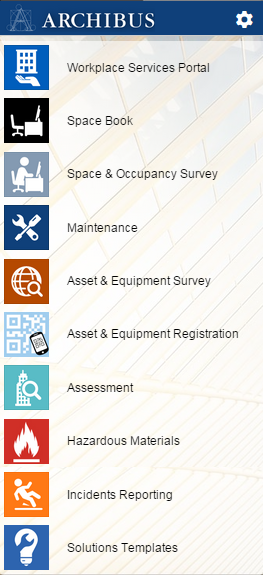 ARCHIBUS
Workplace Services Portal
Space Book
Space & Occupancy Survey
Maintenance
Asset & Equipment Survey
Asset & Equipment Registration
Assessment
Hazardous Materials
Incidents Reporting
Solutions Templates